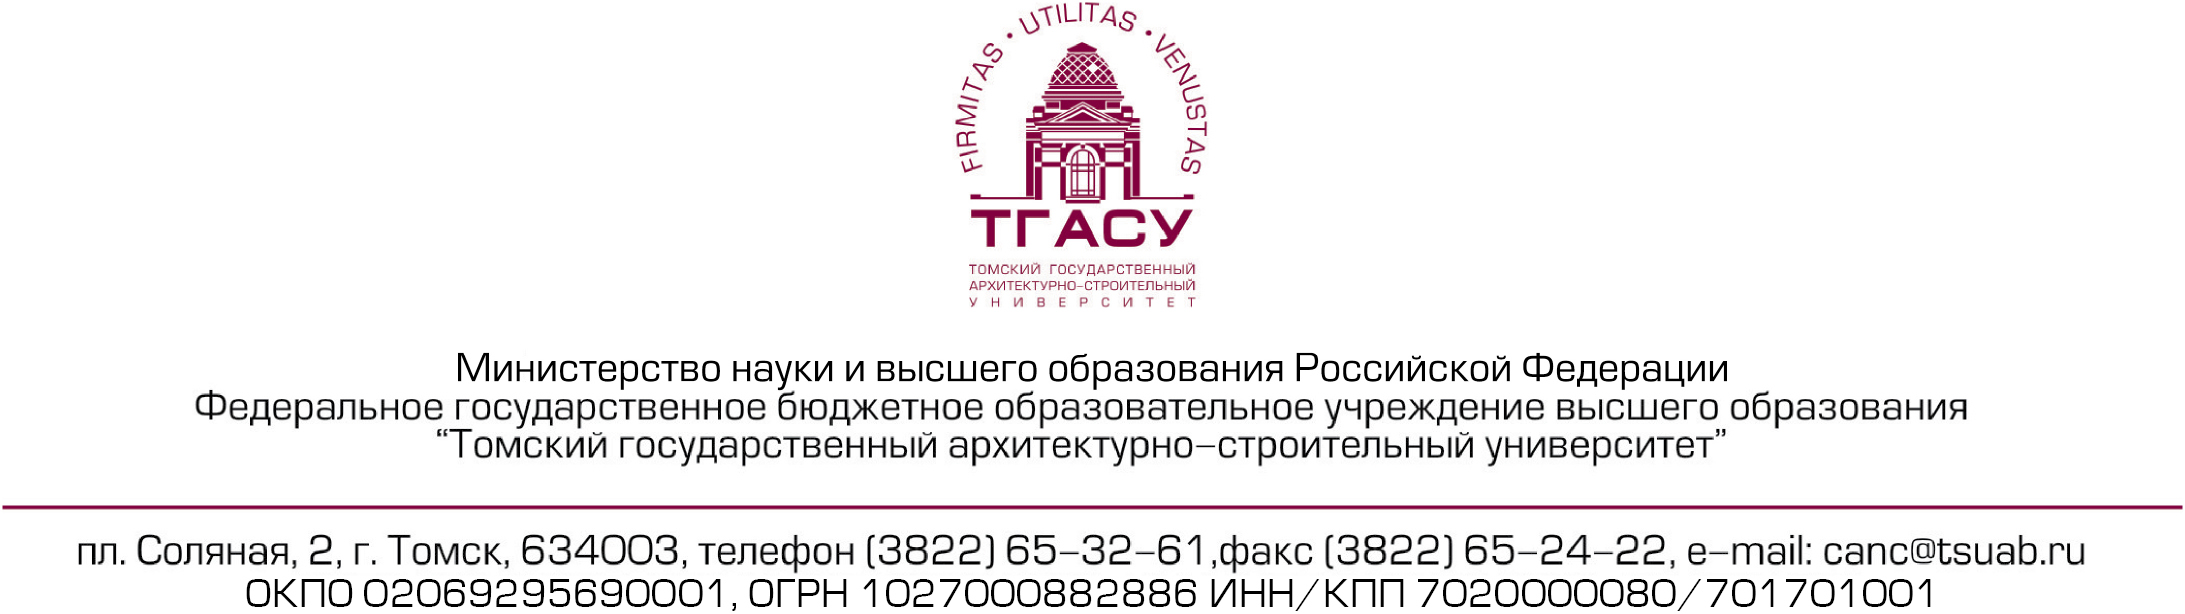 FIRMITAS · UTILITAS · VENUSTAS
ТГАСУ
ТОМСКИЙ ГОСУДАРСТВЕННЫЙ
АРХИТЕКТУРНО-СТРОИТЕЛЬНЫЙ
УНИВЕРСИТЕТ
Министерство науки и высшего образования Российской Федерации
Федеральное государственное бюджетное образовательное учреждение высшего образования
“Томский государственный архитектурно-строительный университет”
пл. Соляная, 2, г. Томск, 634003, телефон (3822) 65-32-61,факс (3822) 65-24-22, e-mail: canc@tsuab.ru
ОКПО 02069295690001, ОГРН 1027000882886 ИНН/КПП 7020000080/701701001